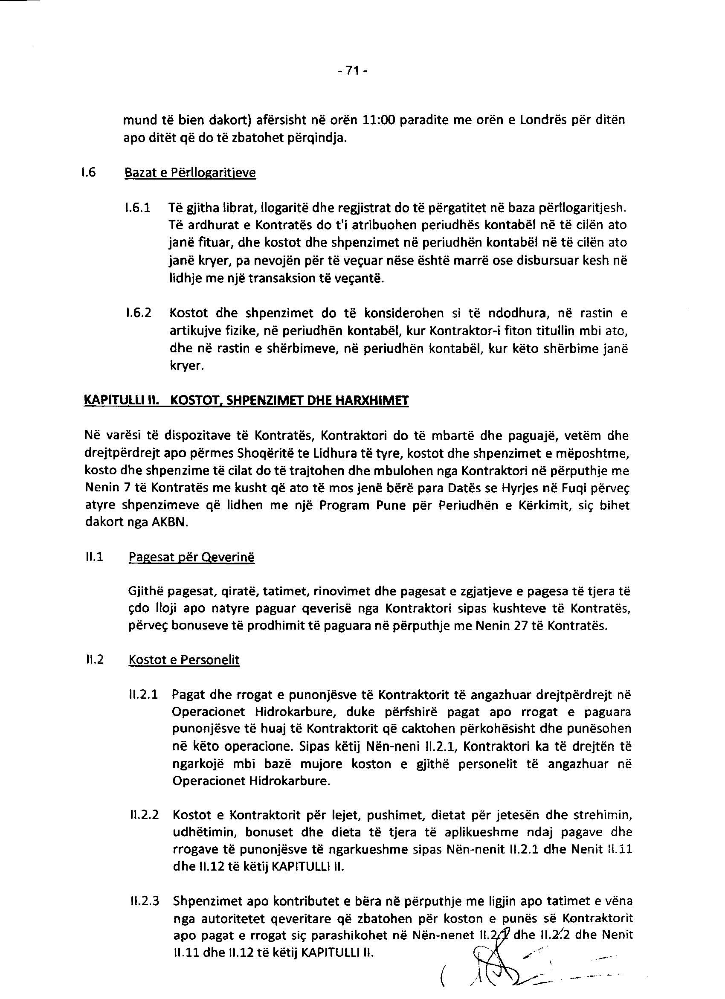 - 71 -
mund të bien dakort) afërsisht në orën 11:00 paradite me orën e Londrës për ditën
apo ditët që do të zbatohet përqindja.
I.6 Bazat e Përllogaritjeve
I.6.1 Të gjitha librat, llogaritë dhe regjistrat do të përgatitet në baza përllogaritjesh.
Të ardhurat e Kontratës do t'i atribuohen periudhës kontabël në të cilën ato
janë fituar, dhe kostot dhe shpenzimet në periudhën kontabël në të cilën ato
janë kryer, pa nevojën për të veçuar nëse është marrë ose disbursuar kesh në
lidhje me një transaksion të veçantë.
I.6.2 Kostot dhe shpenzimet do të konsiderohen si të ndodhura, në rastin e
artikujve fizike, në periudhën kontabël, kur Kontraktor-i fiton titullin mbi ato,
dhe në rastin e shërbimeve, në periudhën kontabël, kur këto shërbime janë
kryer.
KAPITULLI II. KOSTOT, SHPENZIMET DHE HARXHIMET
Në varësi të dispozitave të Kontratës, Kontraktori do të mbartë dhe paguajë, vetëm dhe
drejtpërdrejt apo përmes Shoqëritë te Lidhura të tyre, kostot dhe shpenzimet e mëposhtme,
kosto dhe shpenzime të cilat do të trajtohen dhe mbulohen nga Kontraktori në përputhje me
Nenin 7 të Kontratës me kusht që ato të mos jenë bërë para Datës se Hyrjes në Fuqi përveç
atyre shpenzimeve që lidhen me një Program Pune për Periudhën e Kërkimit, siç bihet
dakort nga AKBN.
II.1 Pagesat për Qeverinë
Gjithë pagesat, qiratë, tatimet, rinovimet dhe pagesat e zgjatjeve e pagesa të tjera të
çdo lloji apo natyre paguar qeverisë nga Kontraktori sipas kushteve të Kontratës,
përveç bonuseve të prodhimit të paguara në përputhje me Nenin 27 të Kontratës.
II.2 Kostot e Personelit
II.2.1 Pagat dhe rrogat e punonjësve të Kontraktorit të angazhuar drejtpërdrejt në
Operacionet Hidrokarbure, duke përfshirë pagat apo rrogat e paguara
punonjësve të huaj të Kontraktorit që caktohen përkohësisht dhe punësohen
në këto operacione. Sipas këtij Nën-neni II.2.1, Kontraktori ka të drejtën të
ngarkojë mbi bazë mujore koston e gjithë personelit të angazhuar në
Operacionet Hidrokarbure.
II.2.2 Kostot e Kontraktorit për lejet, pushimet, dietat për jetesën dhe strehimin,
udhëtimin, bonuset dhe dieta të tjera të aplikueshme ndaj pagave dhe
rrogave të punonjësve të ngarkueshme sipas Nën-nenit II.2.1 dhe Nenit II.11
dhe II.12 të këtij KAPITULLI II.
II.2.3 Shpenzimet apo kontributet e bëra në përputhje me ligjin apo tatimet e vëna
nga autoritetet qeveritare që zbatohen për koston e punës së Kontraktorit
apo pagat e rrogat siç parashikohet në Nën-nenet II.2.1 dhe II.2.2 dhe Nenit
II.11 dhe II.12 të këtij KAPITULLI II.